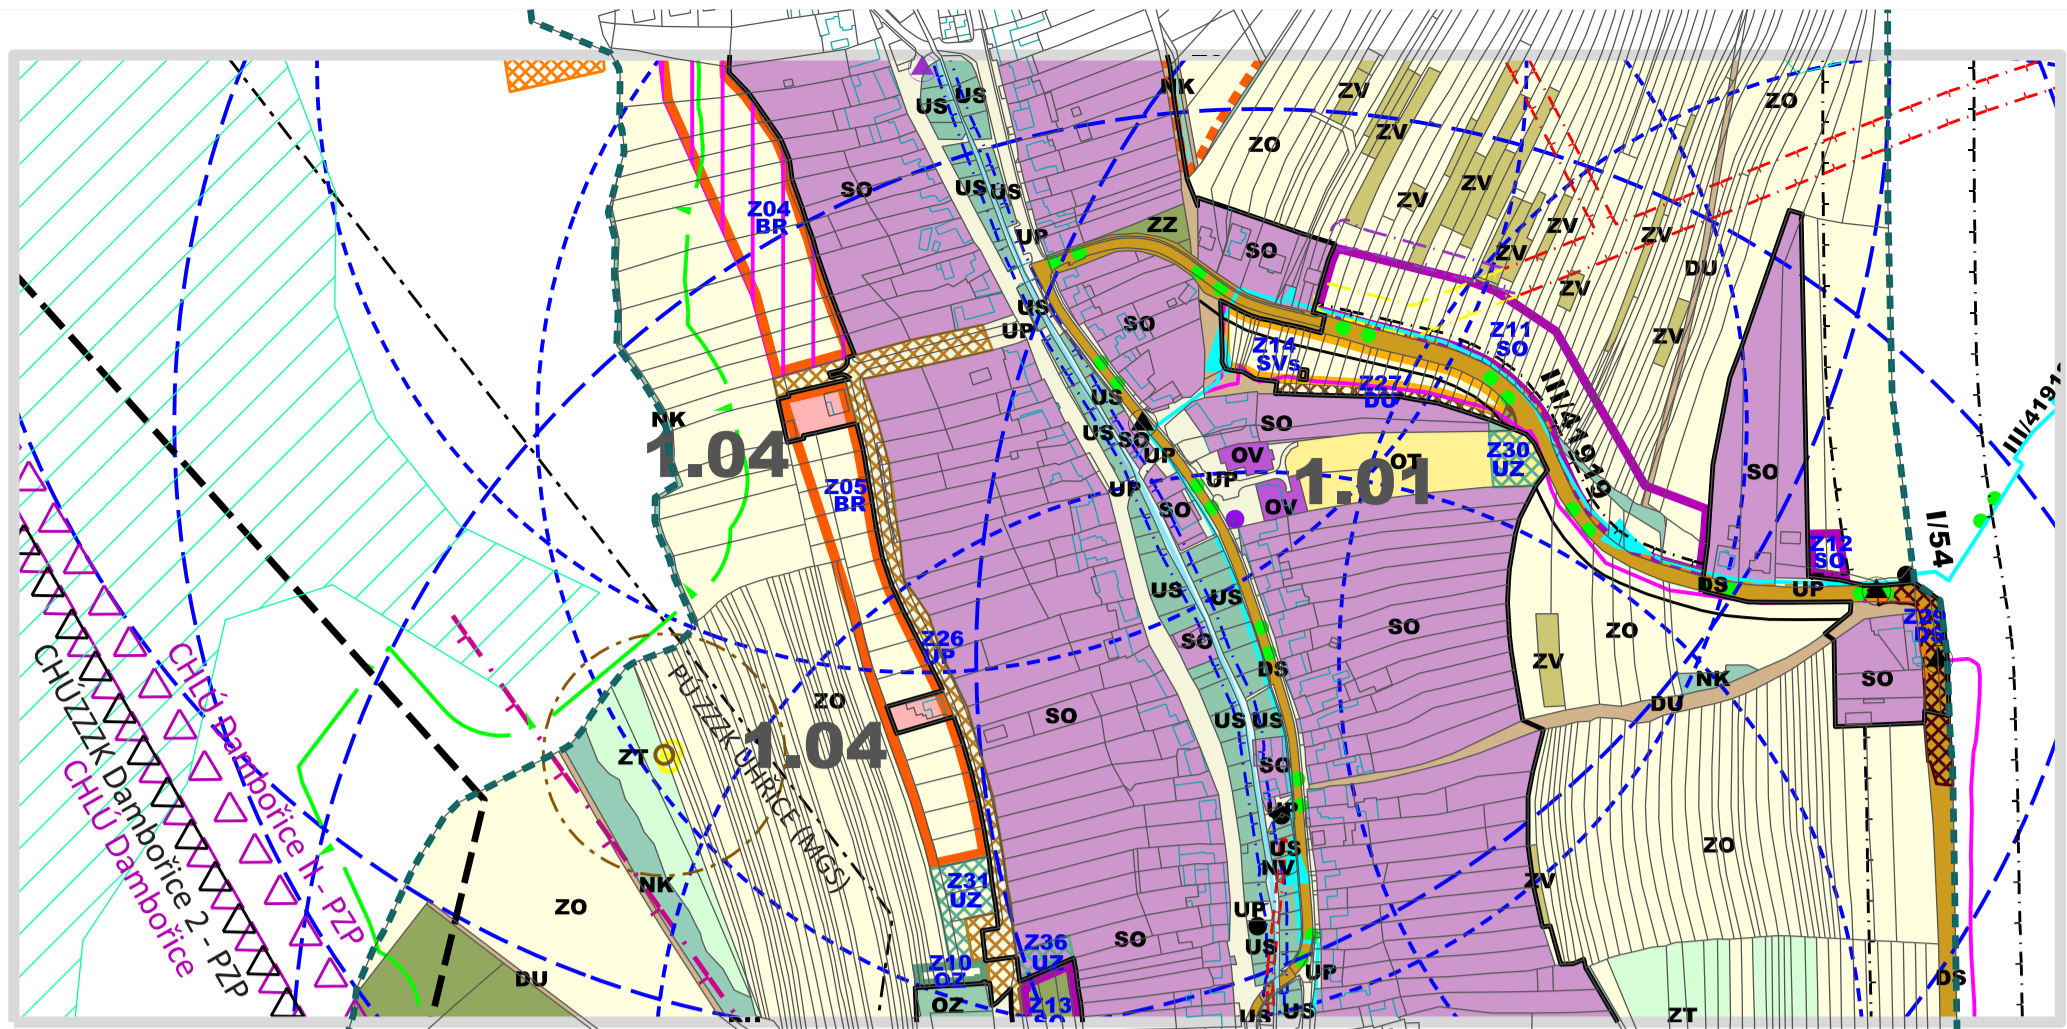 US
US
NK
ZV
ZO
ZV
ZO
SO
US
US
Z04
BR
ZV
ZV
ZZ
ZV
UP
SO
ZV
ZV
DU
ZV
US
UP
SO
Z11
SO
ZV
Z14
SVs
Z27
DU
III/41919
III/4191
US
NK
1.04
US
SO
UP
SO
OV
OT
Z30
UZ
1.01
SO
Z05
BR
UP
UP
SO
OV
I/54
Z12
SO
US
US
DS
UP
Z26
UP
SO
SO
ZO
Z29
DS
DS
ZV
NK
SO
DU
ZO
SO
US
US
PÚ ZZZK UHŘICE (MGS)
1.04
ZT
SO
UP
US
NV
ZO
ZV
NK
ZO
Z31
UZ
UP
US
SO
Z36
UZ
Z10
OZ
UP
DU
OZ
Z13
SO
US
US
DS
ZT
DU
CHLÚ Dambořice II - PZP
CHÚZZZK Dambořice 2 - PZP
CHLÚ Dambořice